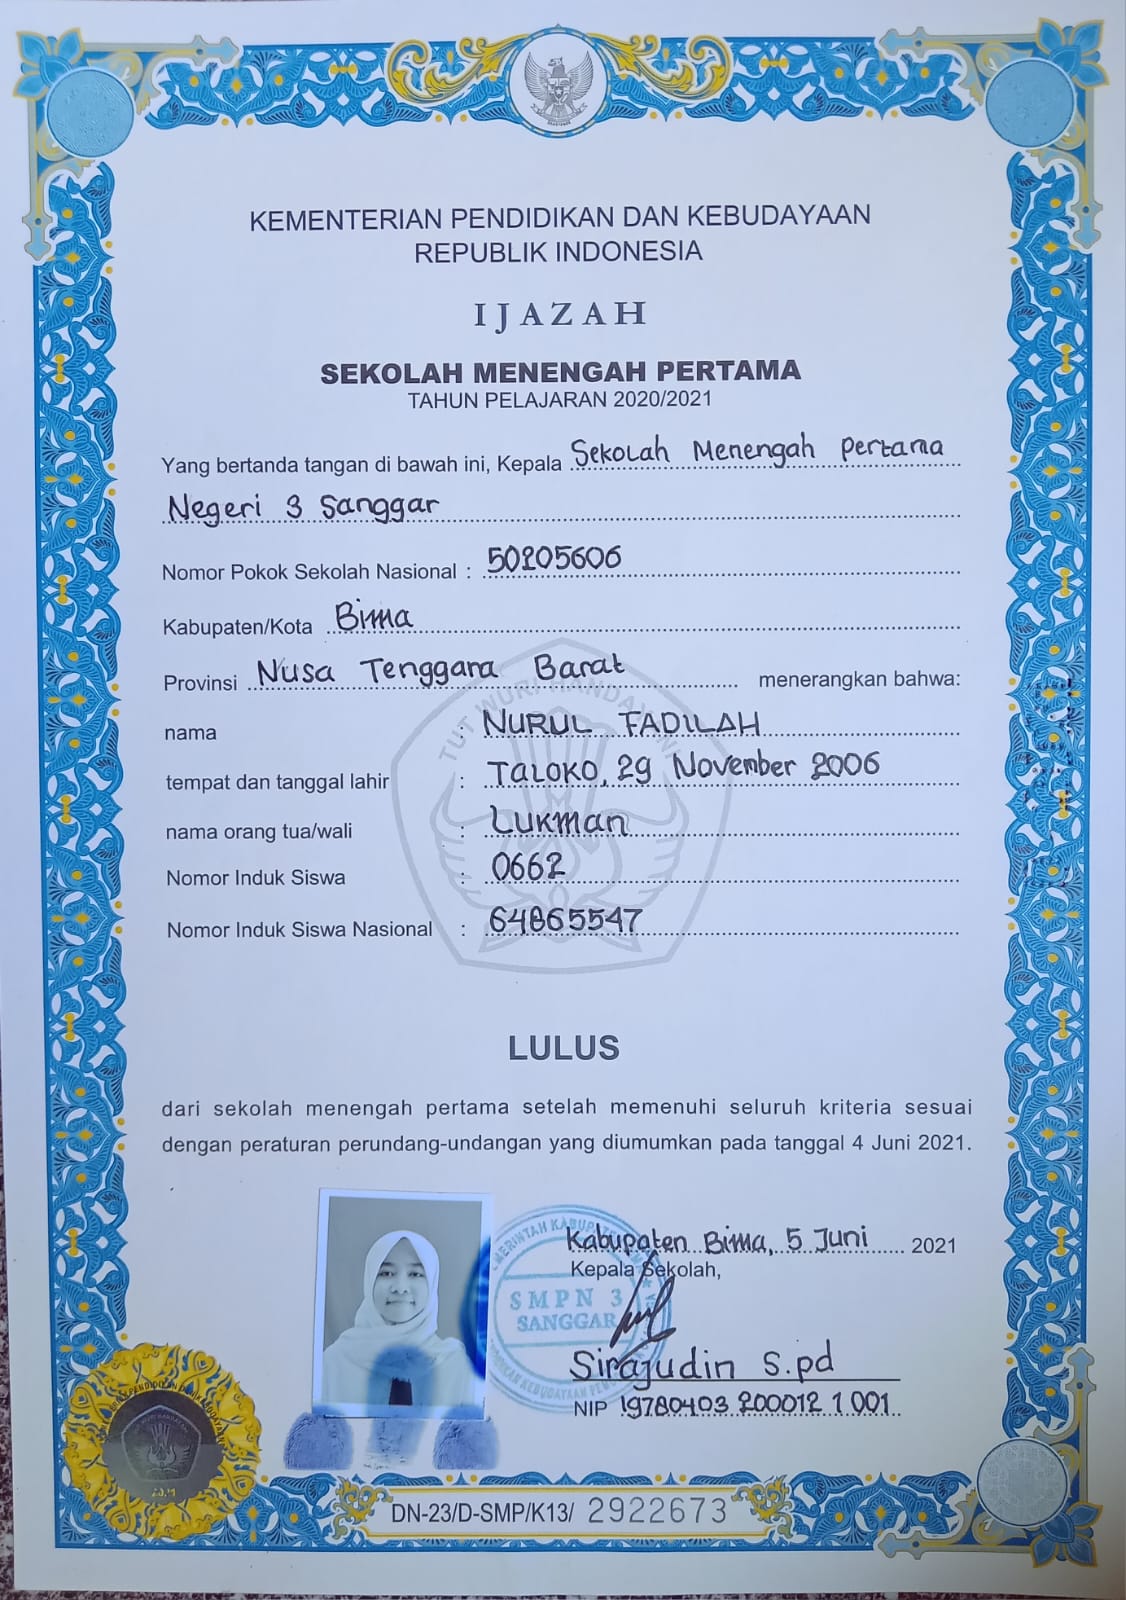 KEMENTERIAN PENDIDIKAN DAN KEBUDAYAAN
REPUBLIK INDONESIA
IJAZAH
SEKOLAH MENENGAH PERTAMA
TAHUN PELAJARAN 2020/2021
Yang bertanda tangan di bawah ini, Kepala Sekolah Menengah Pertama
Negeri 3 Sanggar
Nomor Pokok Sekolah Nasional : 50205606
Kabupaten/Kota Bima
Provinsi Nusa Tenggara Barat menerangkan bahwa:
nama : NURUL FADILAH
tempat dan tanggal lahir : Taloko, 29 November 2006
nama orang tua/wali : Lukman
Nomor Induk Siswa : 0662
Nomor Induk Siswa Nasional : 64865547
TUT WURI HANDAYANI
LULUS
dari sekolah menengah pertama setelah memenuhi seluruh kriteria sesuai
dengan peraturan perundang-undangan yang diumumkan pada tanggal 4 Juni 2021.
Kabupaten Bima, 5 Juni 2021
Kepala Sekolah,
SMPN 3
SANGGAR
Sirajudin S.pd
NIP 19780403 200012 1 001
DN-23/D-SMP/K13/ 2922673